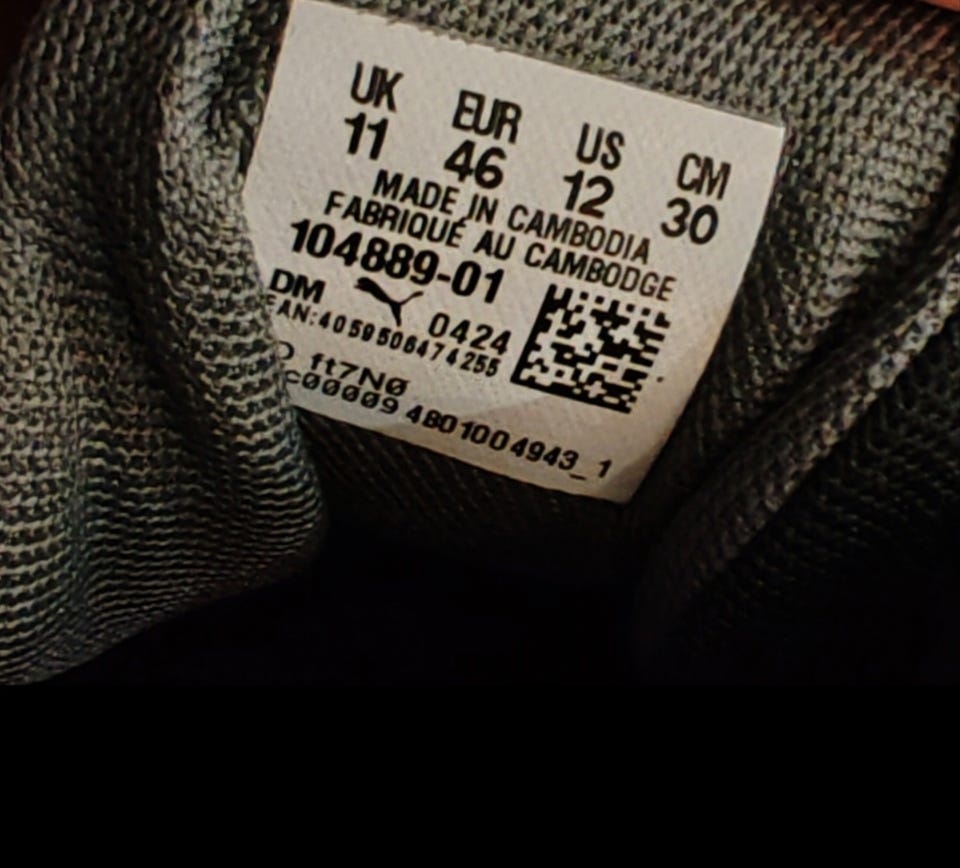 UK EUR US CM
11 46 12 30
MADE IN CAMBODIA
FABRIQUÉ AU CAMBODGE
104889-01
DM 0424
EAN:4059506474255
ft7NØ
c00009 4801004943_1